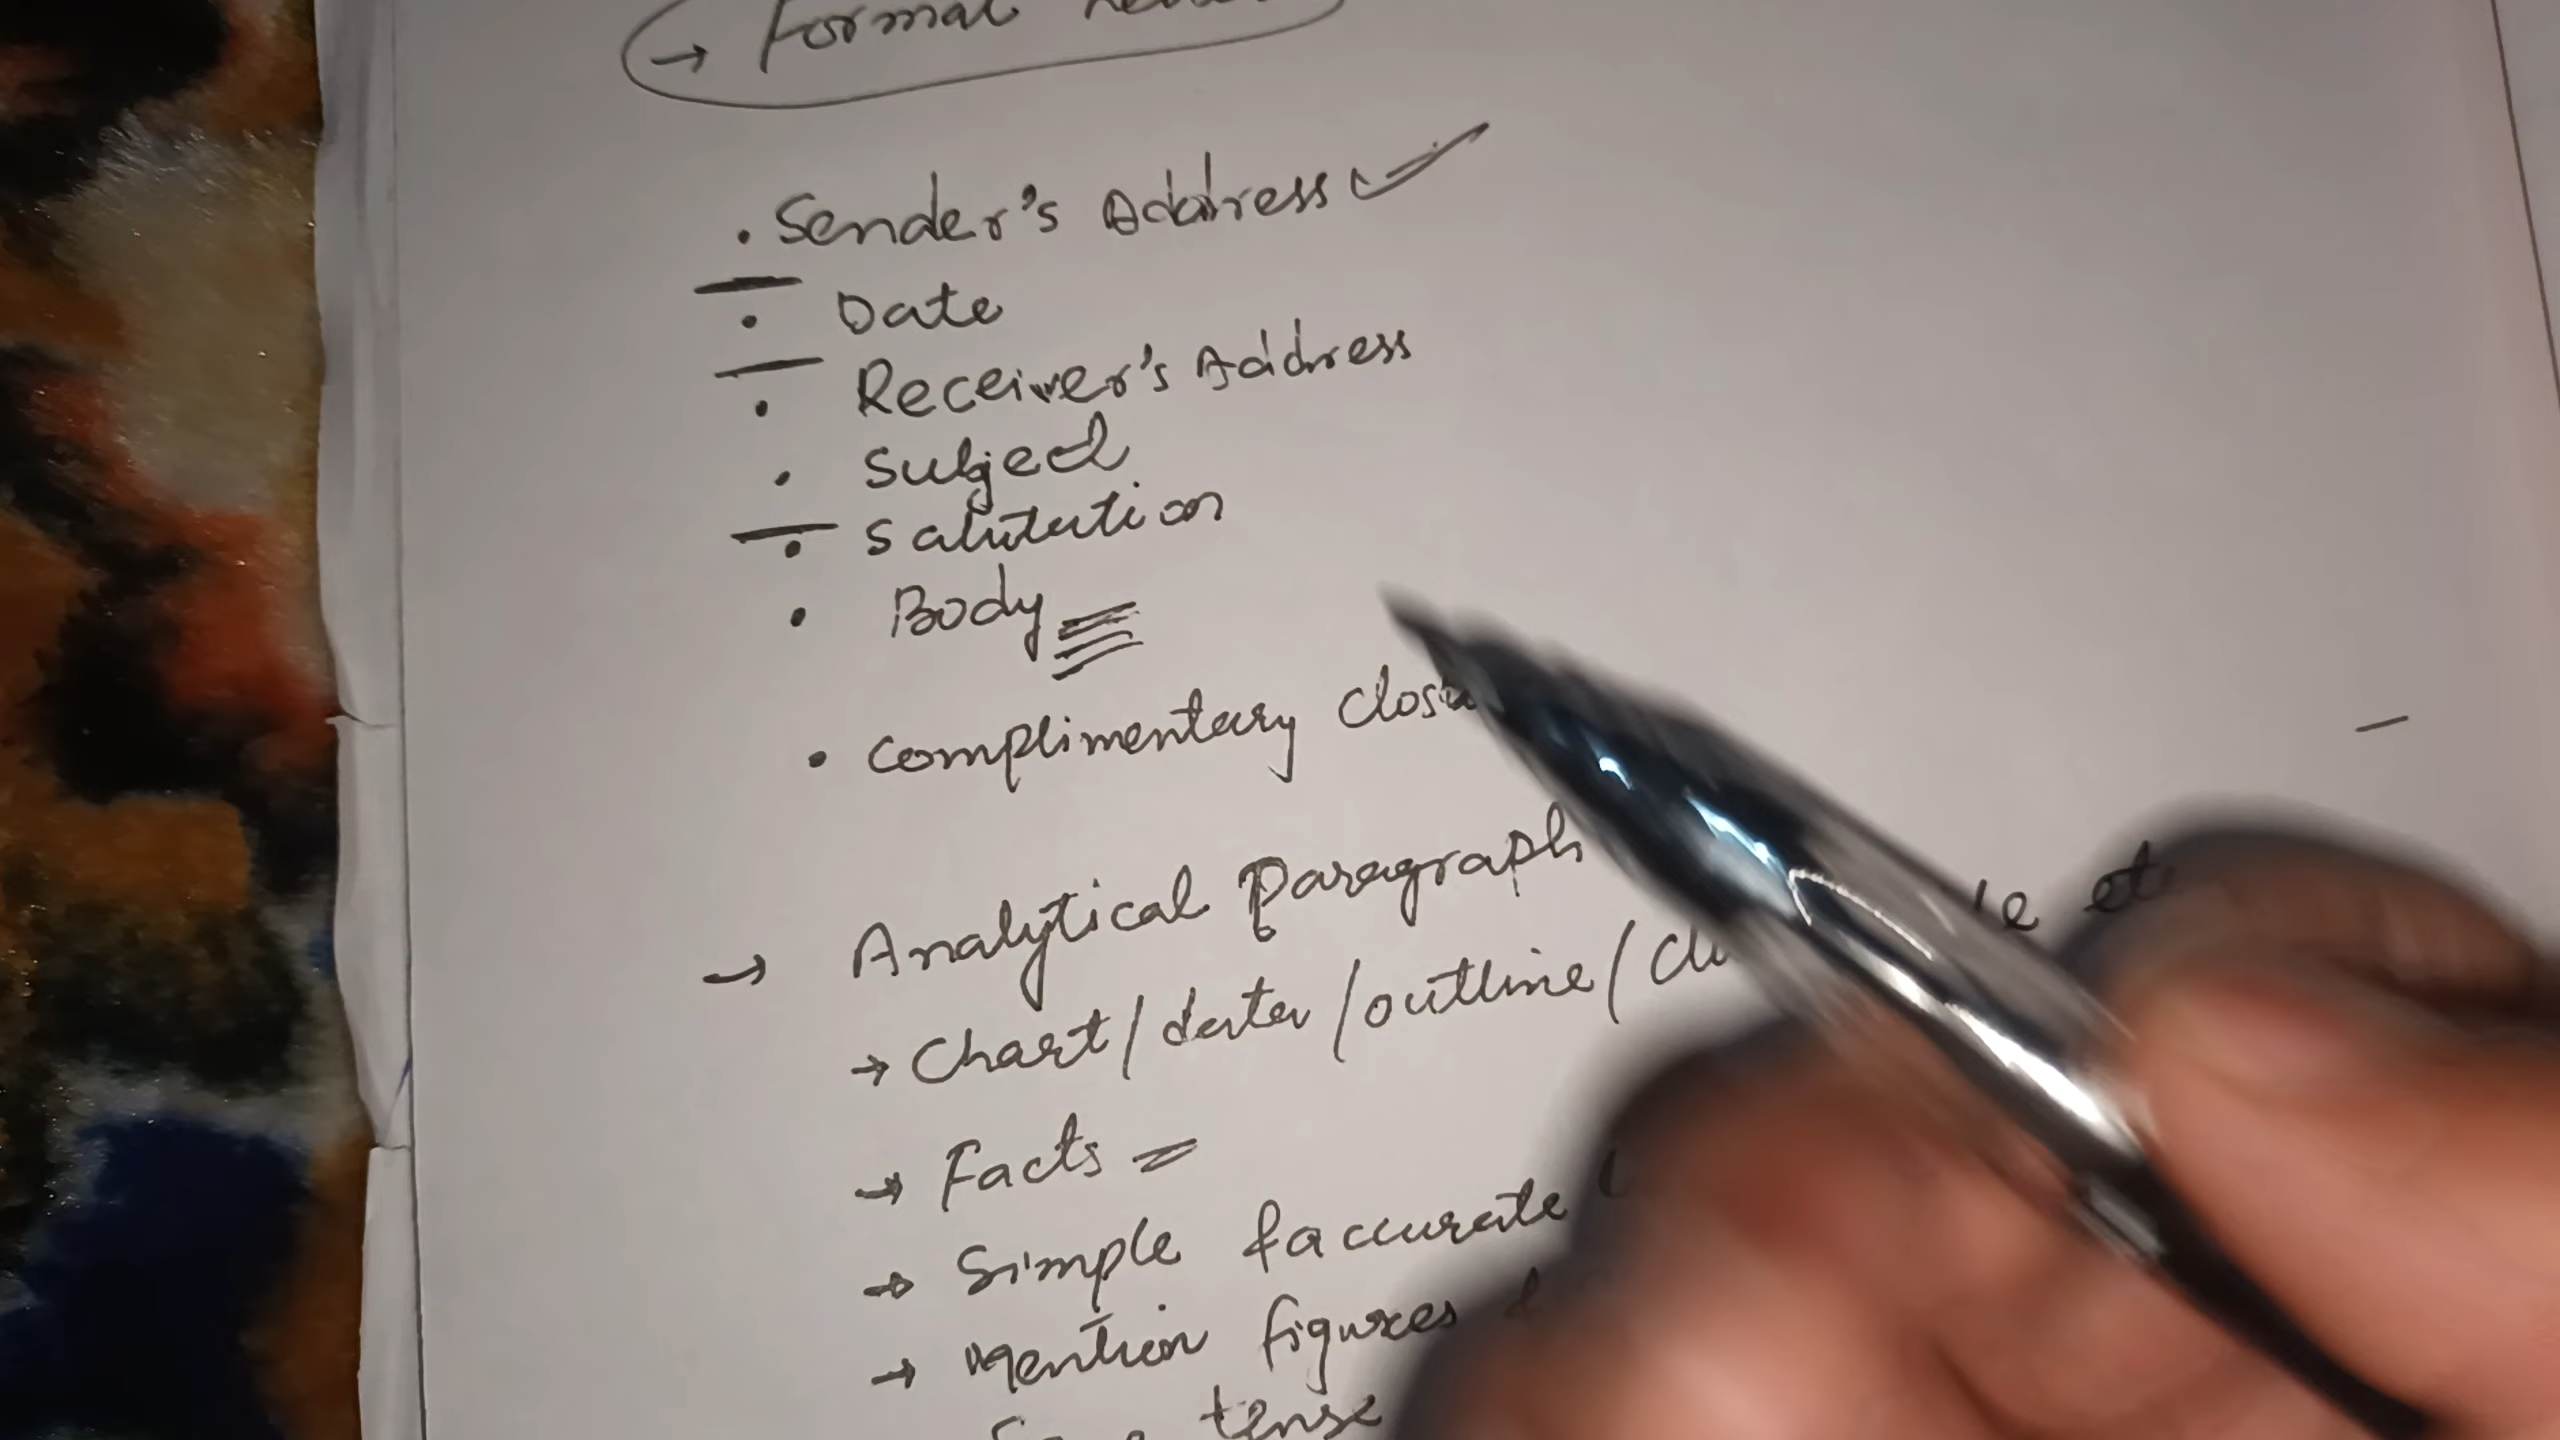 → Formal
• Sender's Address
• Date
• Receiver's Address
• Subject
• Salutation
• Body
• Complimentary
→ Analytical Paragraph
→ Chart/data/outline/
→ Facts =
→ Simple & accurate
→ Mention figures
tense